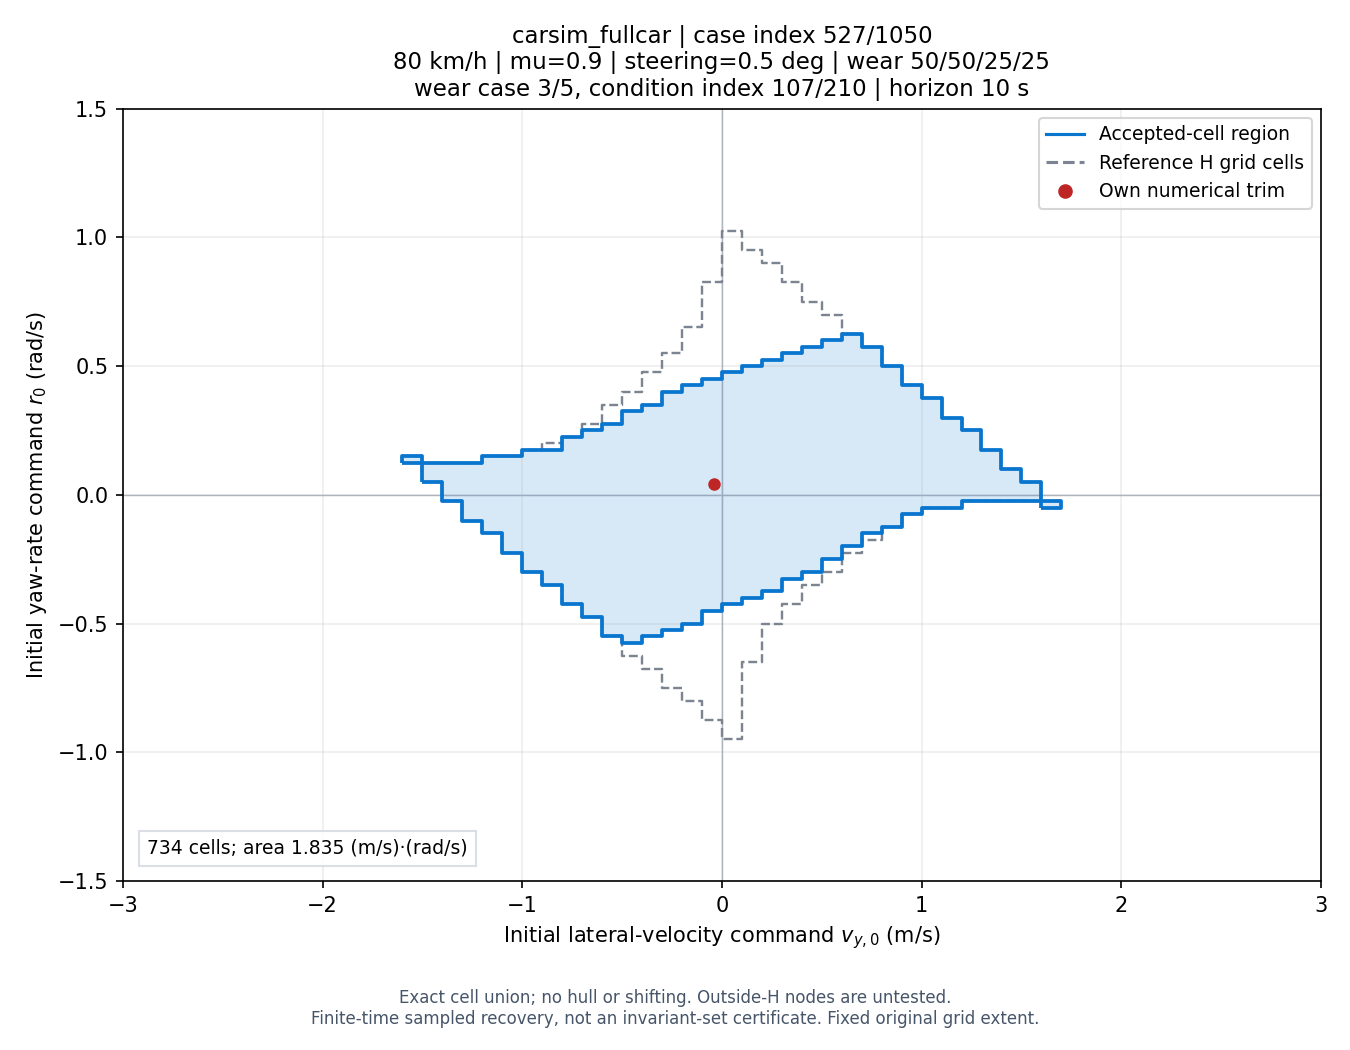 carsim_fullcar | case index 527/1050
80 km/h | mu=0.9 | steering=0.5 deg | wear 50/50/25/25
wear case 3/5, condition index 107/210 | horizon 10 s
Accepted-cell region
Reference H grid cells
Own numerical trim
1.5
1.0
0.5
0.0
−0.5
−1.0
−1.5
Initial yaw-rate command r₀ (rad/s)
734 cells; area 1.835 (m/s)·(rad/s)
−3
−2
−1
0
1
2
3
Initial lateral-velocity command v_{y,0} (m/s)
Exact cell union; no hull or shifting. Outside-H nodes are untested.
Finite-time sampled recovery, not an invariant-set certificate. Fixed original grid extent.